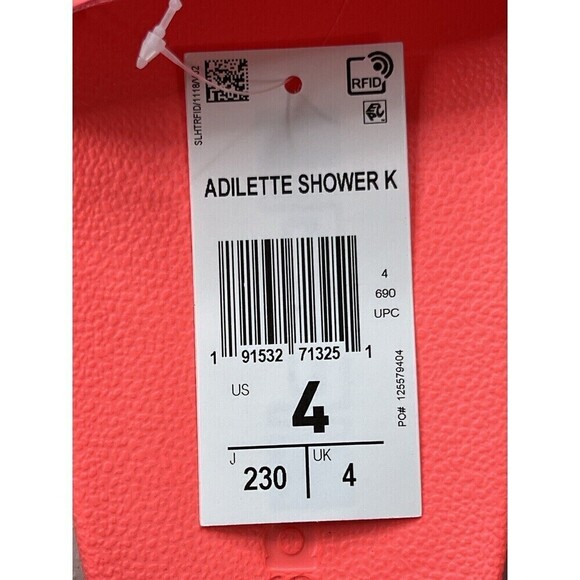 SLHTRFID/1118/V02
RFID
ADILETTE SHOWER K
4
690
UPC
1 91532 71325 1
PO# 125579404
US
4
J
230
UK
4